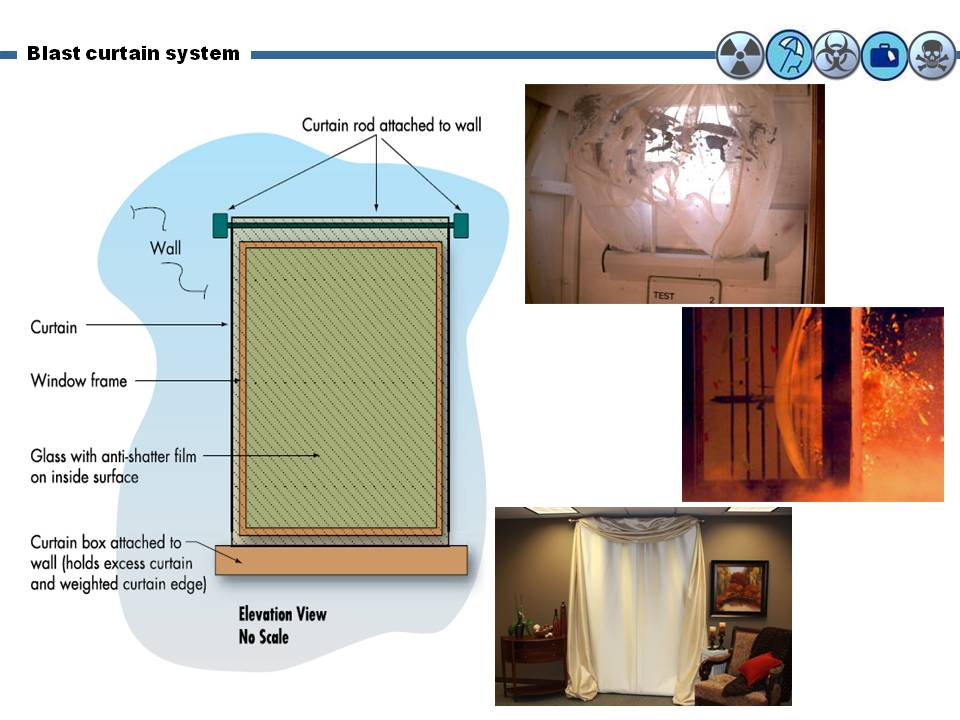 Blast curtain system
Curtain rod attached to wall
Wall
Curtain
Window frame
Glass with anti-shatter film
on inside surface
Curtain box attached to
wall (holds excess curtain
and weighted curtain edge)
Elevation View
No Scale
TEST 2